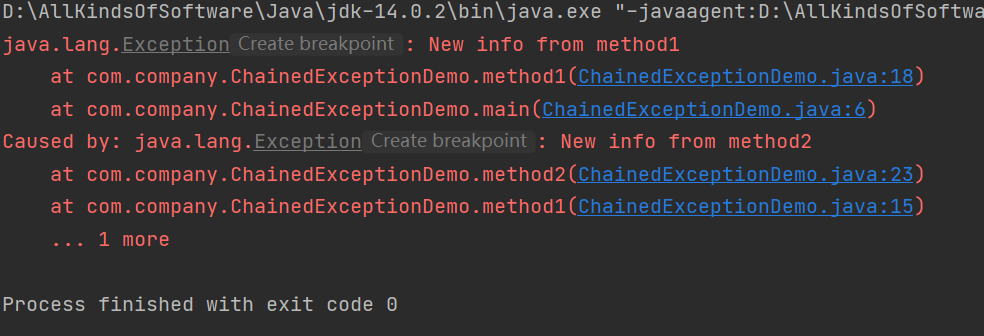 D:\AllKindsOfSoftware\Java\jdk-14.0.2\bin\java.exe "-javaagent:D:\AllKindsOfSoftwa
java.lang.Exception Create breakpoint : New info from method1
    at com.company.ChainedExceptionDemo.method1(ChainedExceptionDemo.java:18)
    at com.company.ChainedExceptionDemo.main(ChainedExceptionDemo.java:6)
Caused by: java.lang.Exception Create breakpoint : New info from method2
    at com.company.ChainedExceptionDemo.method2(ChainedExceptionDemo.java:23)
    at com.company.ChainedExceptionDemo.method1(ChainedExceptionDemo.java:15)
    ... 1 more
Process finished with exit code 0